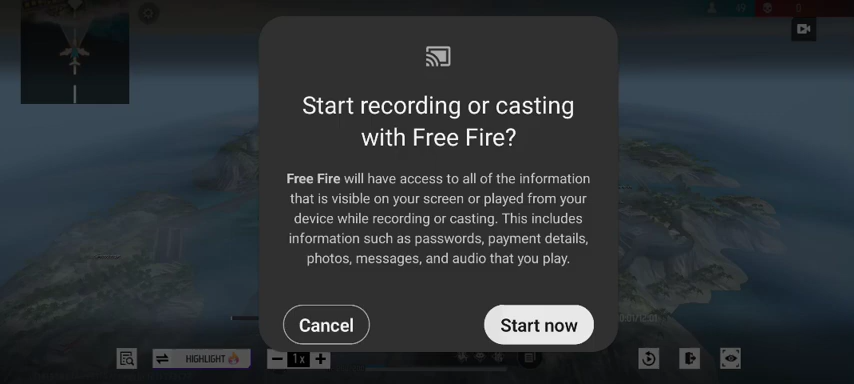 Start recording or casting
with Free Fire?
Free Fire will have access to all of the information
that is visible on your screen or played from your
device while recording or casting. This includes
information such as passwords, payment details,
photos, messages, and audio that you play.
Cancel
Start now
HIGHLIGHT
1x